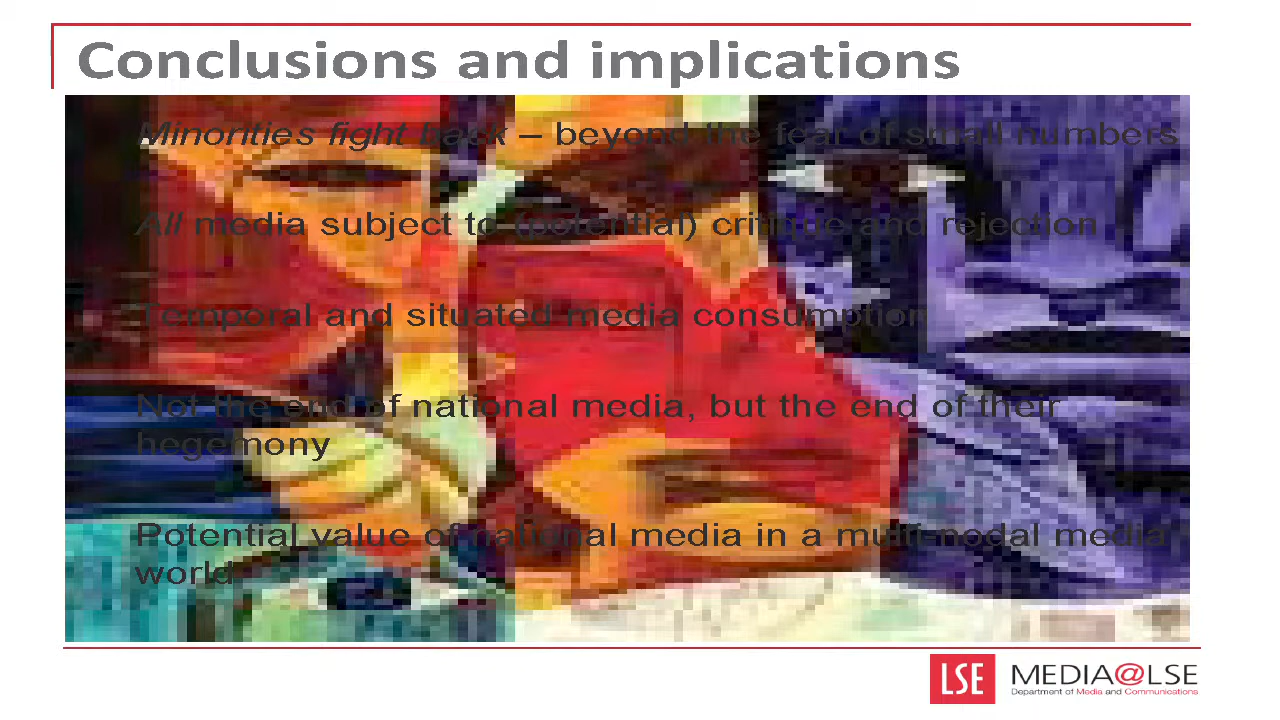 Conclusions and implications
Minorities fight back – beyond the fear of small numbers
All media subject to (potential) critique and rejection
Temporal and situated media consumption
Not the end of national media, but the end of their
hegemony
Potential value of national media in a multi-nodal media
world
LSE MEDIA@LSE
Department of Media and Communications